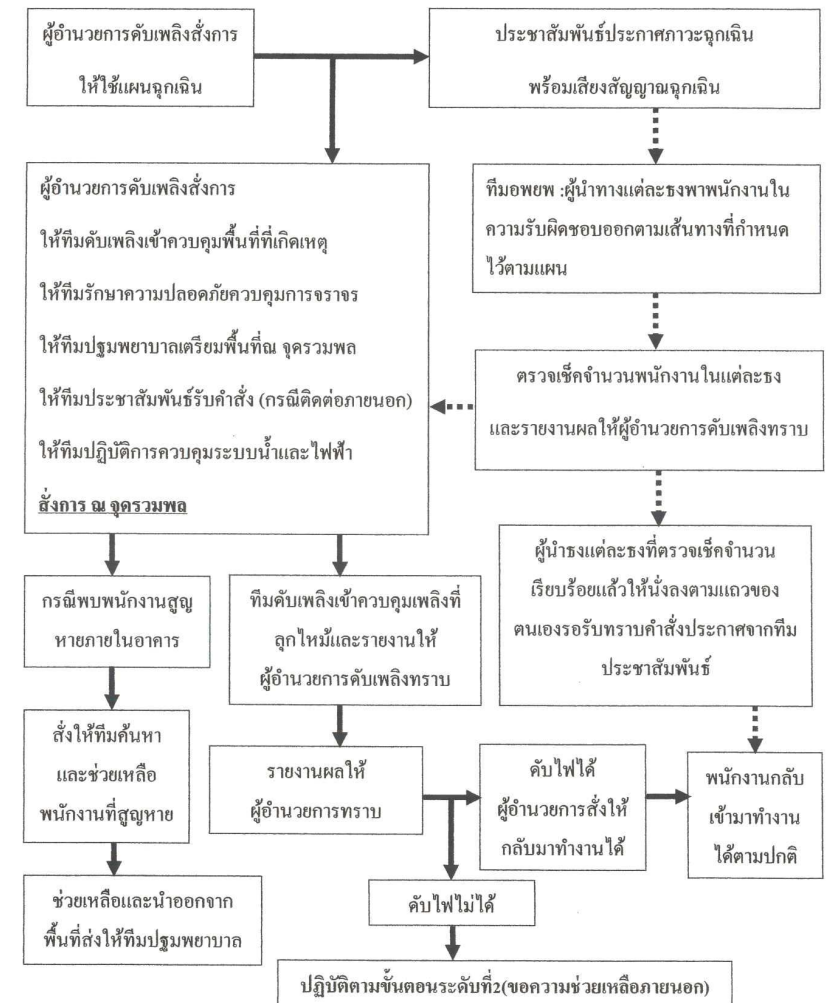 ผู้อำนวยการดับเพลิงสั่งการ
ให้ใช้แผนฉุกเฉิน
ประชาสัมพันธ์ประกาศภาวะฉุกเฉิน
พร้อมเสียงสัญญาณฉุกเฉิน
ผู้อำนวยการดับเพลิงสั่งการ
ให้ทีมดับเพลิงเข้าควบคุมพื้นที่ที่เกิดเหตุ
ให้ทีมรักษาความปลอดภัยควบคุมการจราจร
ให้ทีมปฐมพยาบาลเตรียมพื้นที่ณ จุดรวมพล
ให้ทีมประชาสัมพันธ์รับคำสั่ง (กรณีติดต่อภายนอก)
ให้ทีมปฏิบัติการควบคุมระบบน้ำและไฟฟ้า
สั่งการ ณ จุดรวมพล
ทีมอพยพ :ผู้นำทางแต่ละธงพาพนักงานใน
ความรับผิดชอบออกตามเส้นทางที่กำหนด
ไว้ตามแผน
ตรวจเช็คจำนวนพนักงานในแต่ละธง
และรายงานผลให้ผู้อำนวยการดับเพลิงทราบ
ผู้นำธงแต่ละธงที่ตรวจเช็คจำนวน
เรียบร้อยแล้วให้นั่งลงตามแถวของ
ตนเองรอรับทราบคำสั่งประกาศจากทีม
ประชาสัมพันธ์
กรณีพบพนักงานสูญ
หายภายในอาคาร
ทีมดับเพลิงเข้าควบคุมเพลิงที่
ลุกไหม้และรายงานให้
ผู้อำนวยการดับเพลิงทราบ
สั่งให้ทีมค้นหา
และช่วยเหลือ
พนักงานที่สูญหาย
รายงานผลให้
ผู้อำนวยการทราบ
ดับไฟได้
ผู้อำนวยการสั่งให้
กลับมาทำงานได้
พนักงานกลับ
เข้ามาทำงาน
ได้ตามปกติ
ช่วยเหลือและนำออกจาก
พื้นที่ส่งให้ทีมปฐมพยาบาล
ดับไฟไม่ได้
ปฏิบัติตามขั้นตอนระดับที่2(ขอความช่วยเหลือภายนอก)